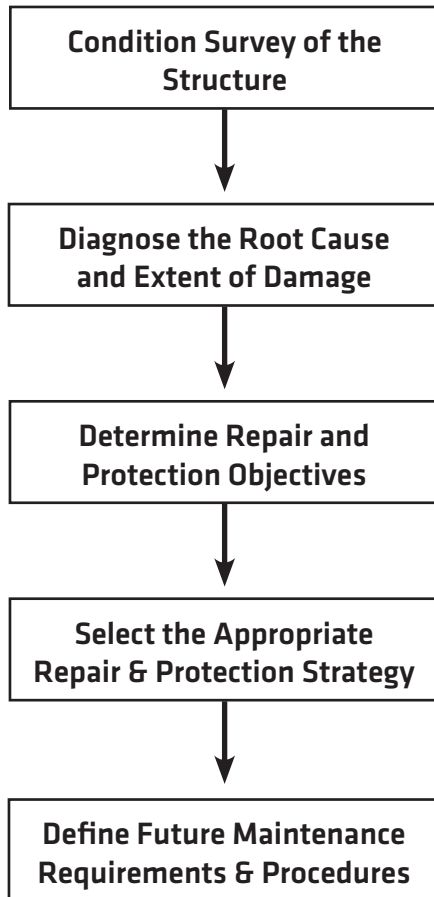 Condition Survey of the
Structure
Diagnose the Root Cause
and Extent of Damage
Determine Repair and
Protection Objectives
Select the Appropriate
Repair & Protection Strategy
Define Future Maintenance
Requirements & Procedures